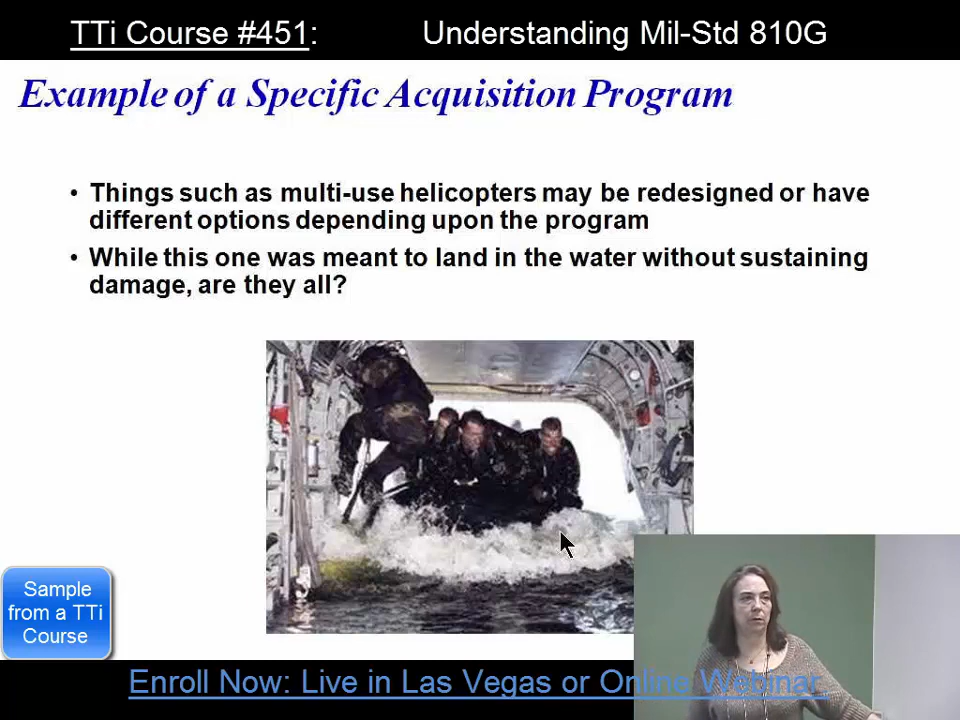 TTi Course #451: Understanding Mil-Std 810G
Example of a Specific Acquisition Program
• Things such as multi-use helicopters may be redesigned or have
different options depending upon the program
• While this one was meant to land in the water without sustaining
damage, are they all?
Sample
from a TTi
Course
Enroll Now: Live in Las Vegas or Online Webinar